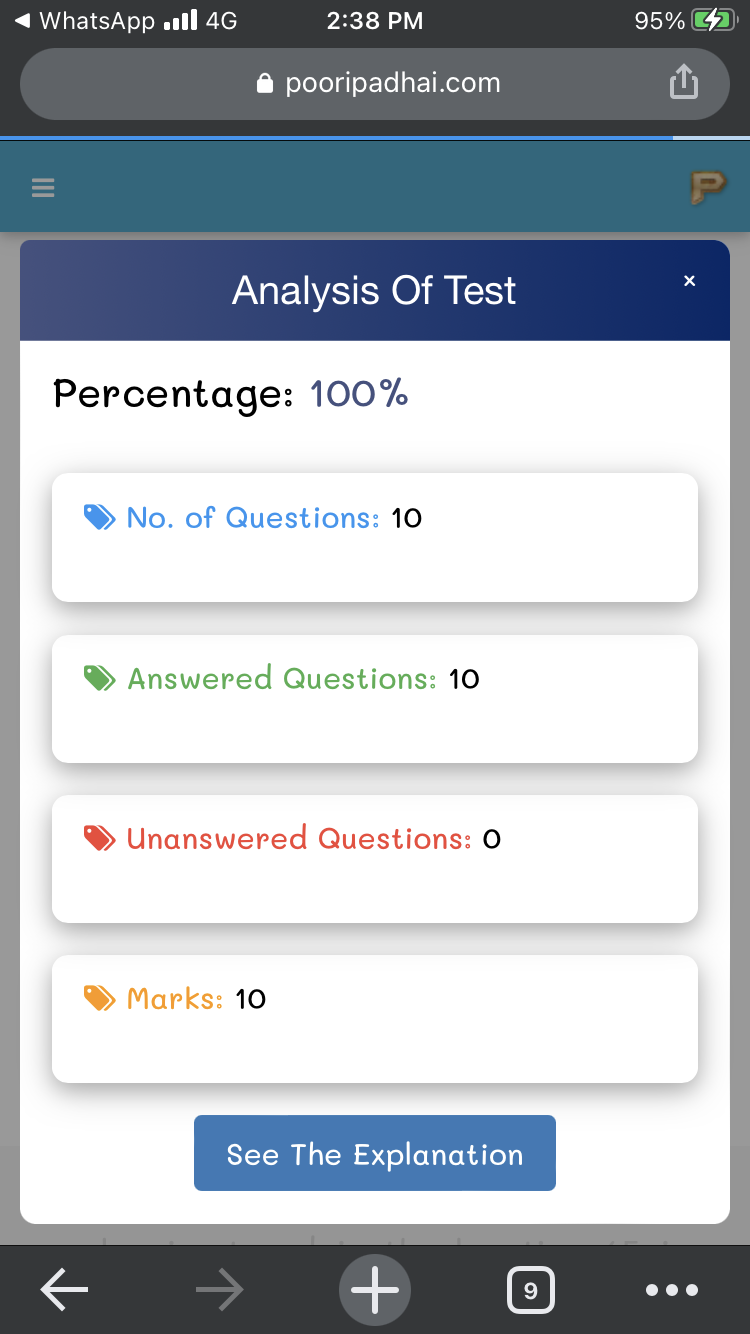 WhatsApp 4G 2:38 PM 95%
pooripadhai.com
P
Analysis Of Test ×
Percentage: 100%
No. of Questions: 10
Answered Questions: 10
Unanswered Questions: 0
Marks: 10
See The Explanation
9